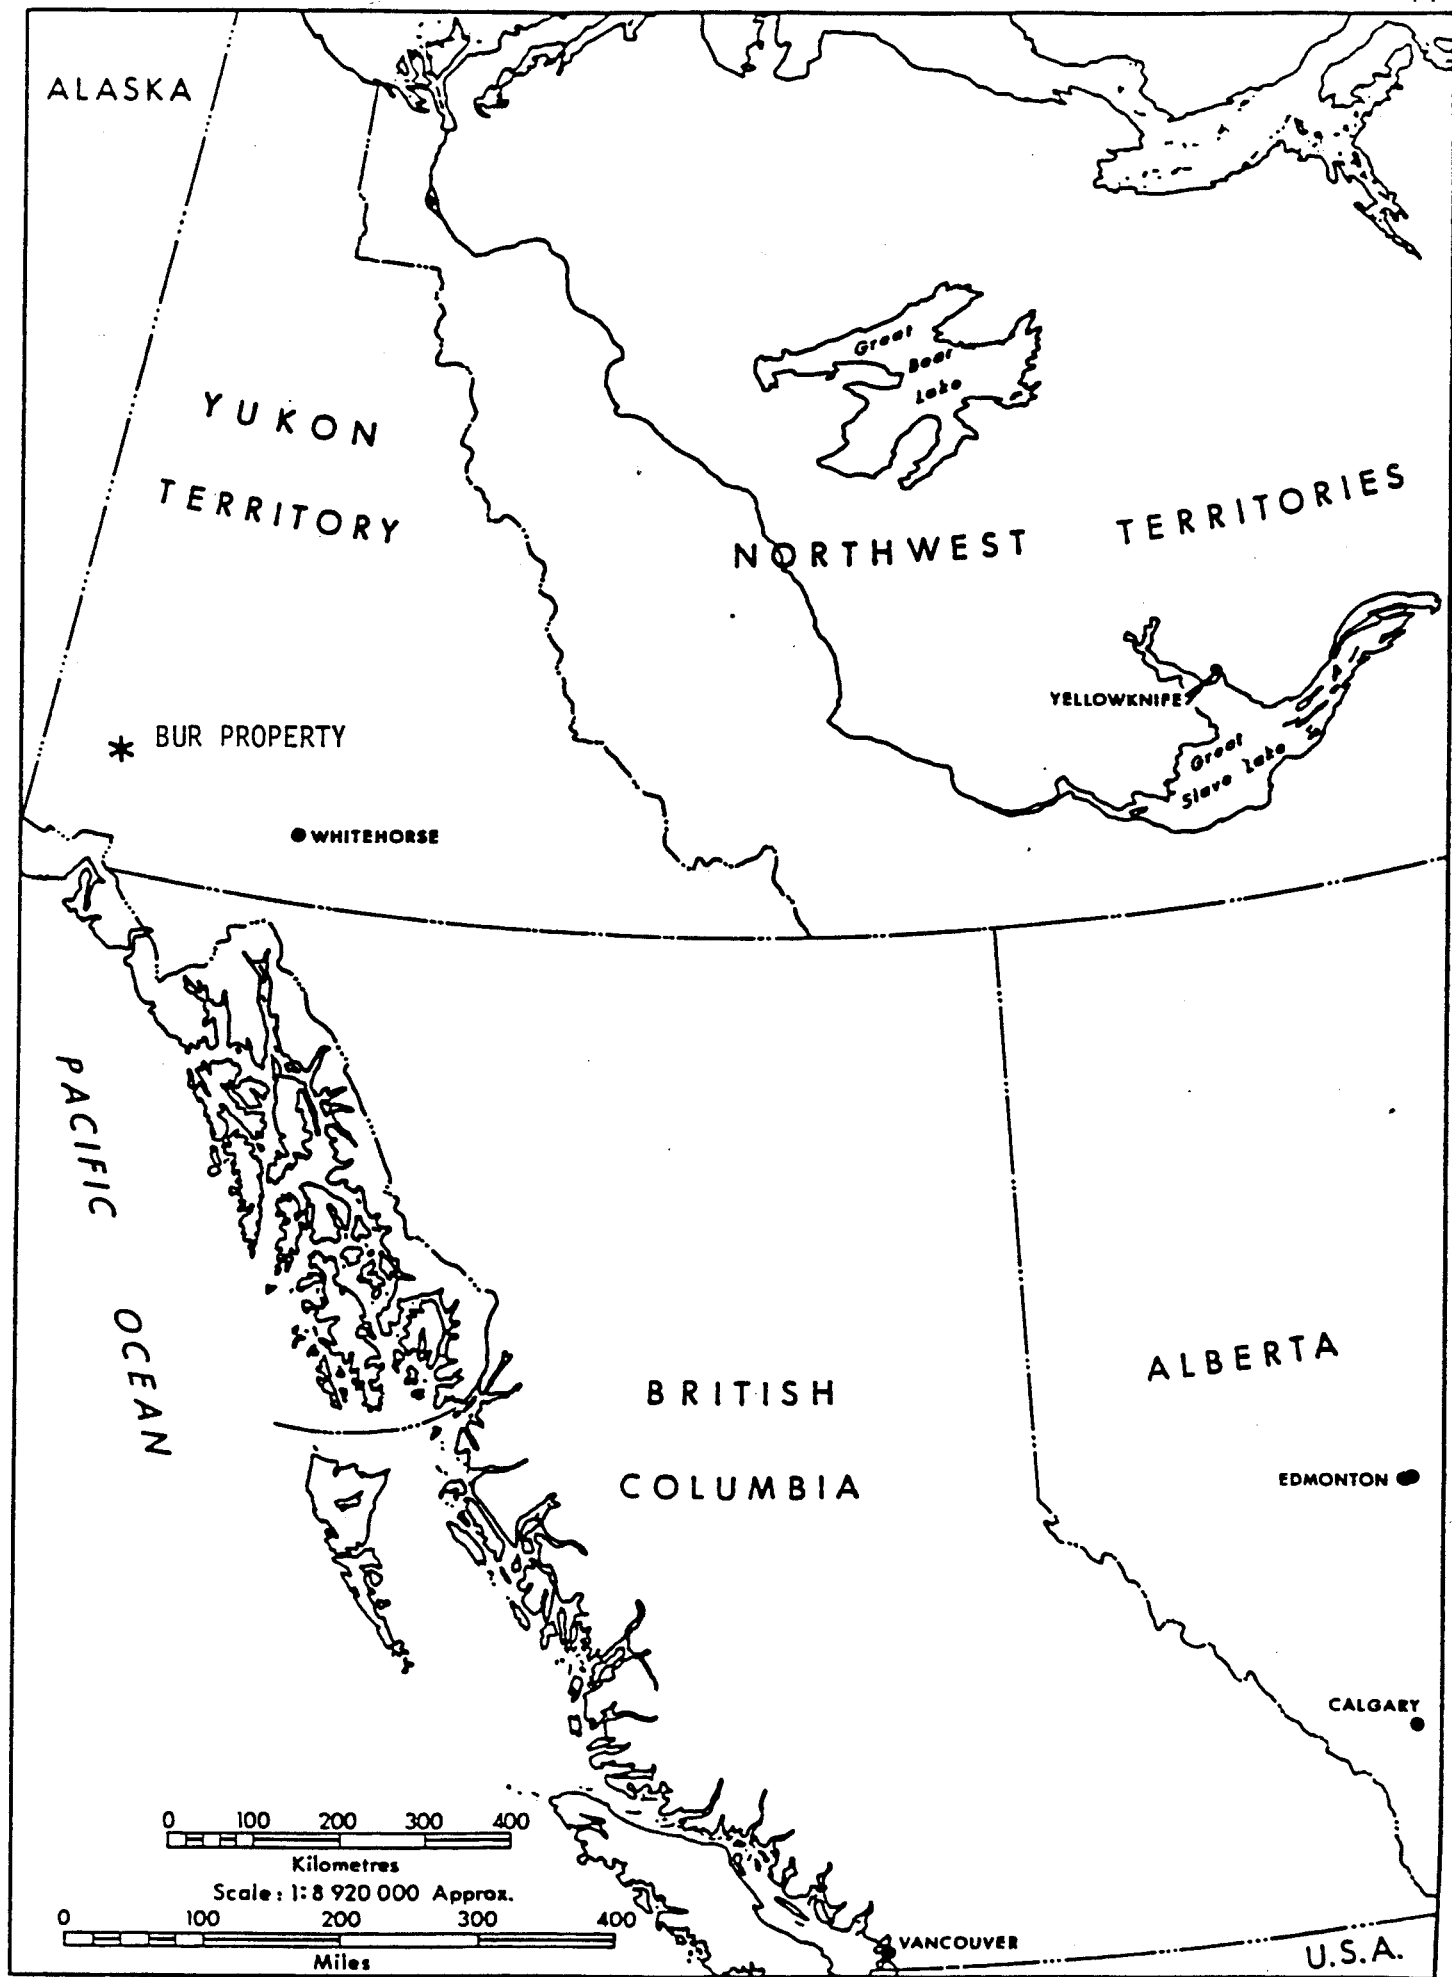 ALASKA
Great
Bear
Lake
YUKON
TERRITORY
NORTHWEST TERRITORIES
YELLOWKNIFE
Great
Slave Lake
BUR PROPERTY
WHITEHORSE
PACIFIC
OCEAN
BRITISH
COLUMBIA
ALBERTA
EDMONTON
CALGARY
0 100 200 300 400
Kilometres
Scale: 1:8 920 000 Approx.
0 100 200 300 400
Miles
VANCOUVER
U.S.A.